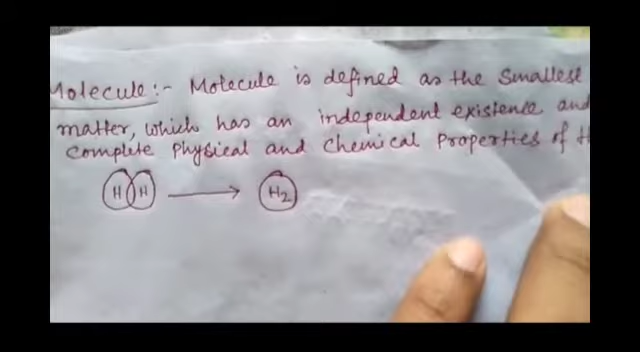 Molecule:- Molecule is defined as the smallest
matter, which has an independent existence and
complete physical and chemical properties of
H H → H2